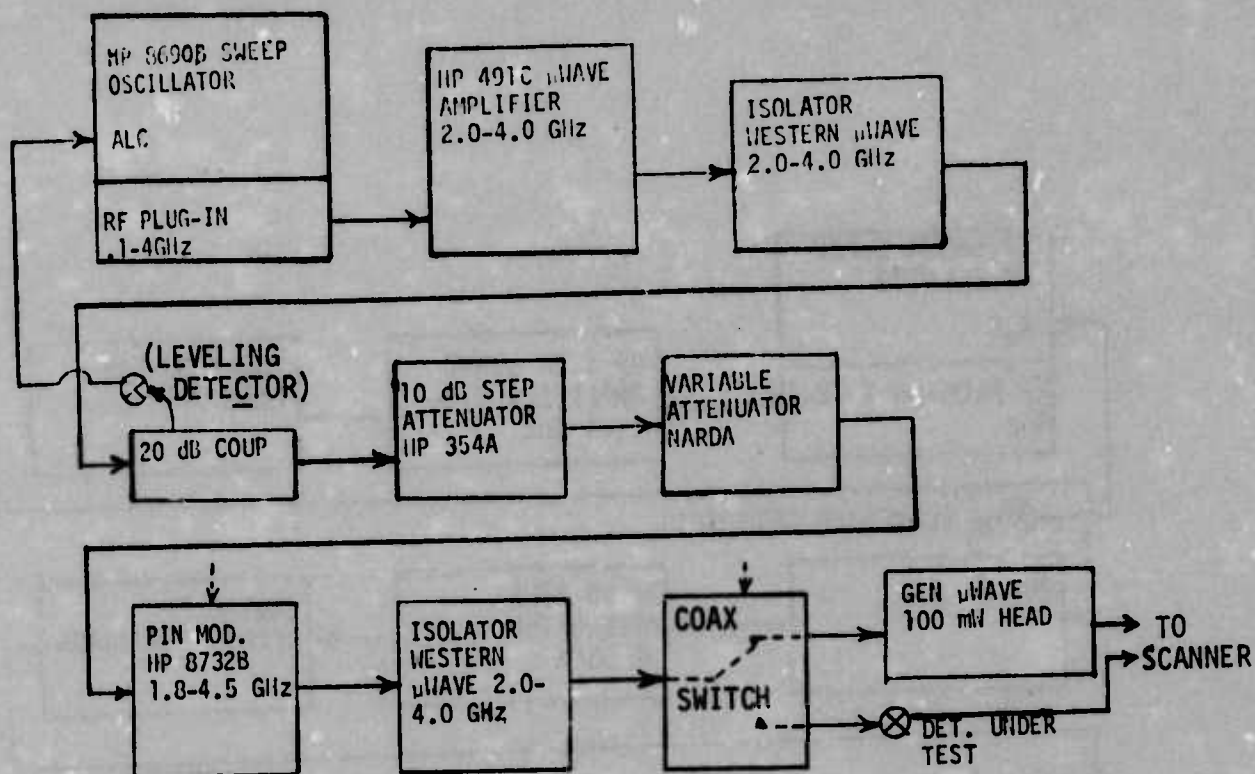 HP 8690B SWEEP
OSCILLATOR
ALC
RF PLUG-IN
.1-4GHz
HP 491C µWAVE
AMPLIFIER
2.0-4.0 GHz
ISOLATOR
WESTERN µWAVE
2.0-4.0 GHz
(LEVELING
DETECTOR)
20 dB COUP
10 dB STEP
ATTENUATOR
HP 354A
VARIABLE
ATTENUATOR
NARDA
PIN MOD.
HP 8732B
1.8-4.5 GHz
ISOLATOR
WESTERN
µWAVE 2.0-
4.0 GHz
COAX
SWITCH
GEN µWAVE
100 mW HEAD
TO
SCANNER
DET. UNDER
TEST